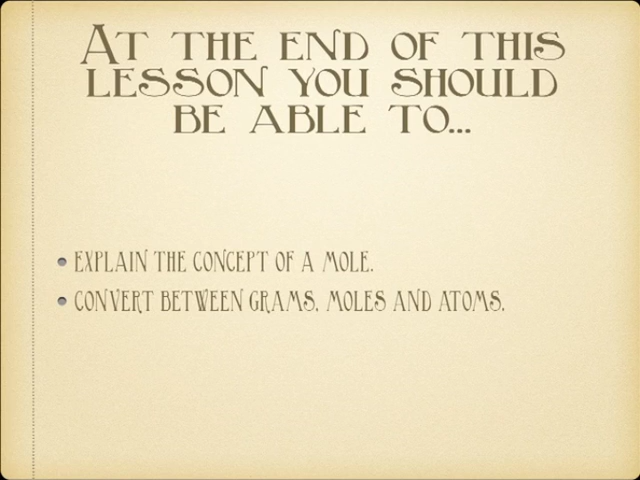 At the end of this
lesson you should
be able to...
• explain the concept of a mole.
• convert between grams, moles and atoms.